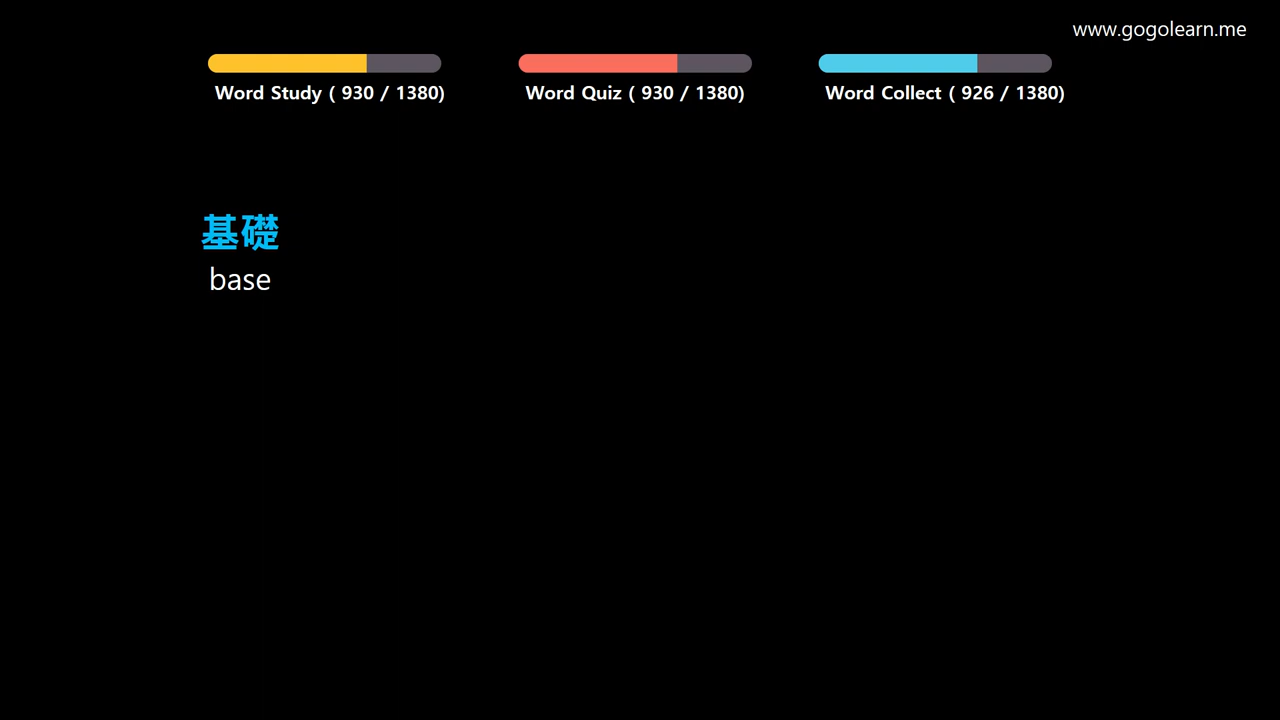 www.gogolearn.me
Word Study ( 930 / 1380)
Word Quiz ( 930 / 1380)
Word Collect ( 926 / 1380)
基礎
base